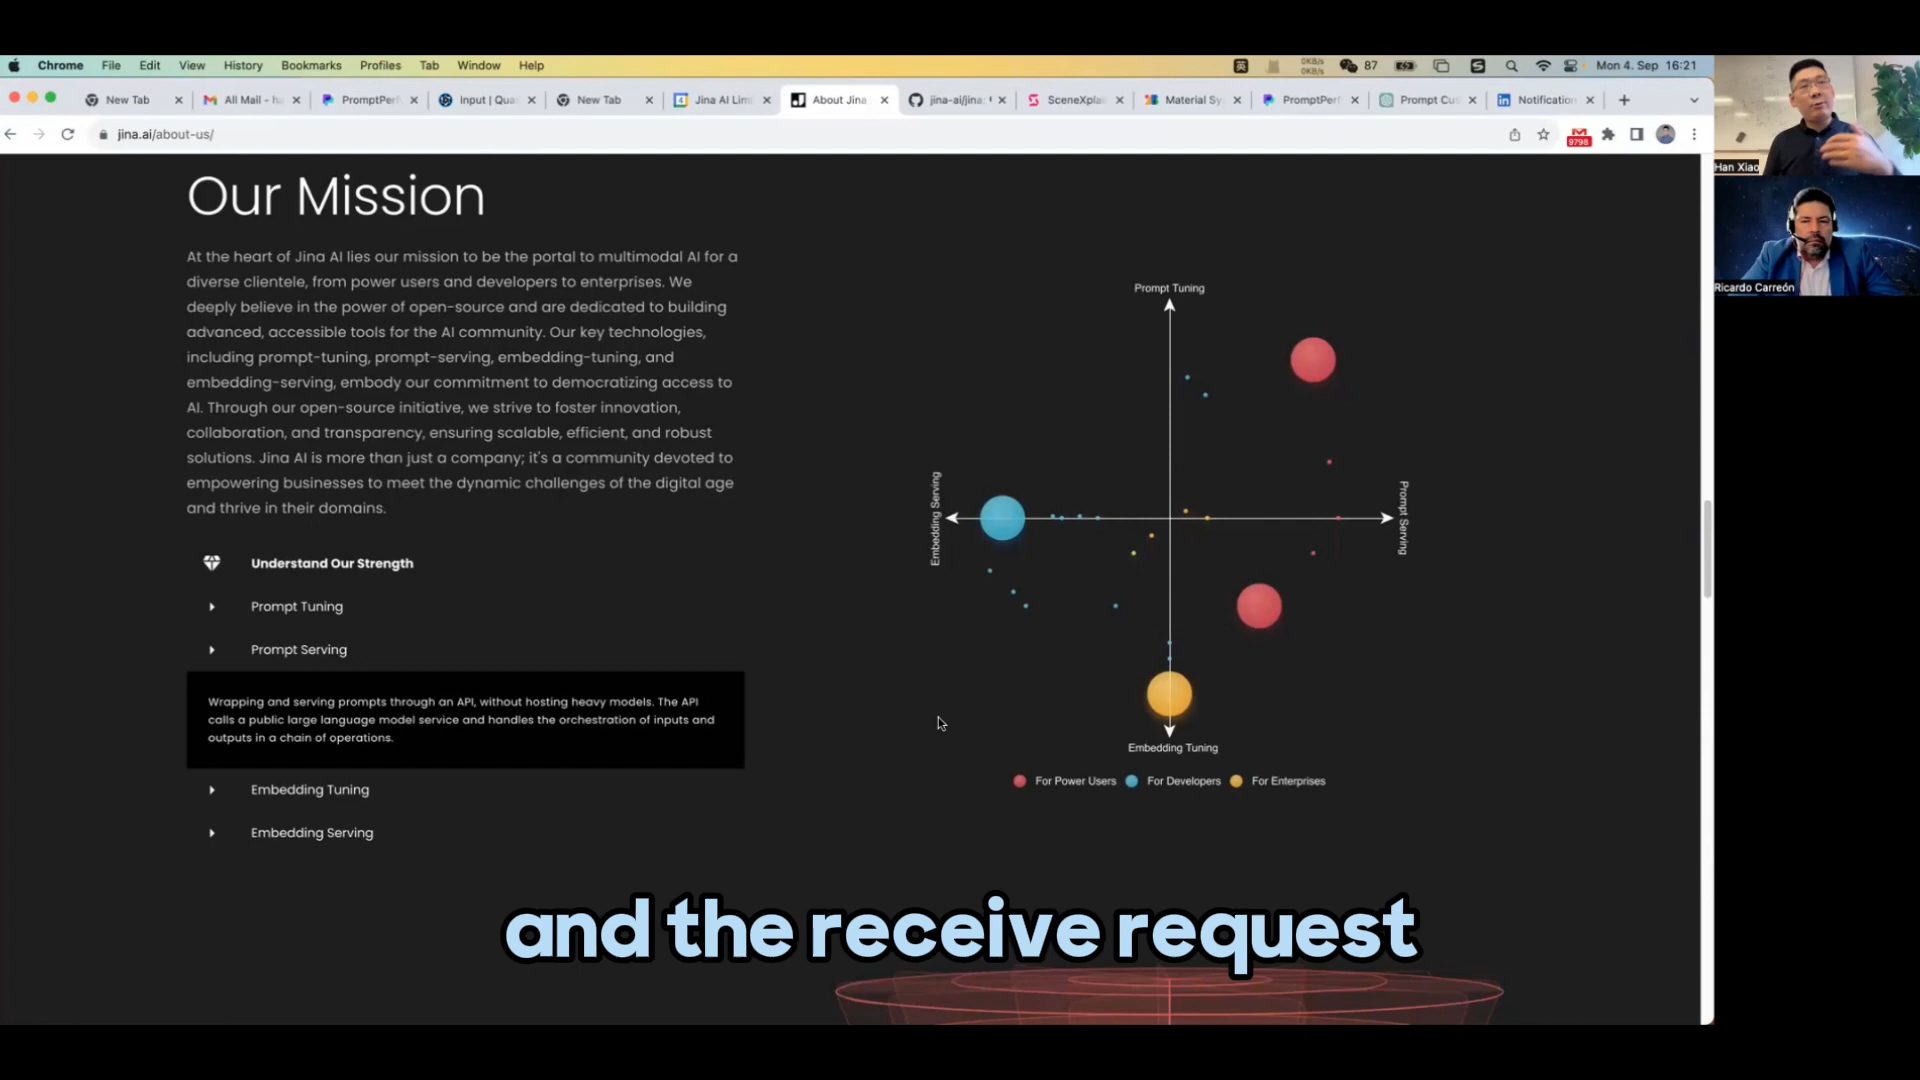 Chrome File Edit View History Bookmarks Profiles Tab Window Help
英 0KB/s 0KB/s 87 Mon 4. Sep 16:21
New Tab All Mail - ha PromptPerf Input | Qua New Tab Jina AI Lim About Jina jina-ai/jina: SceneXplai Material Sy PromptPerf Prompt Cus Notification
jina.ai/about-us/
9798
Han Xiao
Ricardo Carreón
Our Mission
At the heart of Jina AI lies our mission to be the portal to multimodal AI for a
diverse clientele, from power users and developers to enterprises. We
deeply believe in the power of open-source and are dedicated to building
advanced, accessible tools for the AI community. Our key technologies,
including prompt-tuning, prompt-serving, embedding-tuning, and
embedding-serving, embody our commitment to democratizing access to
AI. Through our open-source initiative, we strive to foster innovation,
collaboration, and transparency, ensuring scalable, efficient, and robust
solutions. Jina AI is more than just a company; it's a community devoted to
empowering businesses to meet the dynamic challenges of the digital age
and thrive in their domains.
Understand Our Strength
Prompt Tuning
Prompt Serving
Wrapping and serving prompts through an API, without hosting heavy models. The API
calls a public large language model service and handles the orchestration of inputs and
outputs in a chain of operations.
Embedding Tuning
Embedding Serving
Prompt Tuning
Embedding Serving
Prompt Serving
Embedding Tuning
For Power Users For Developers For Enterprises
and the receive request